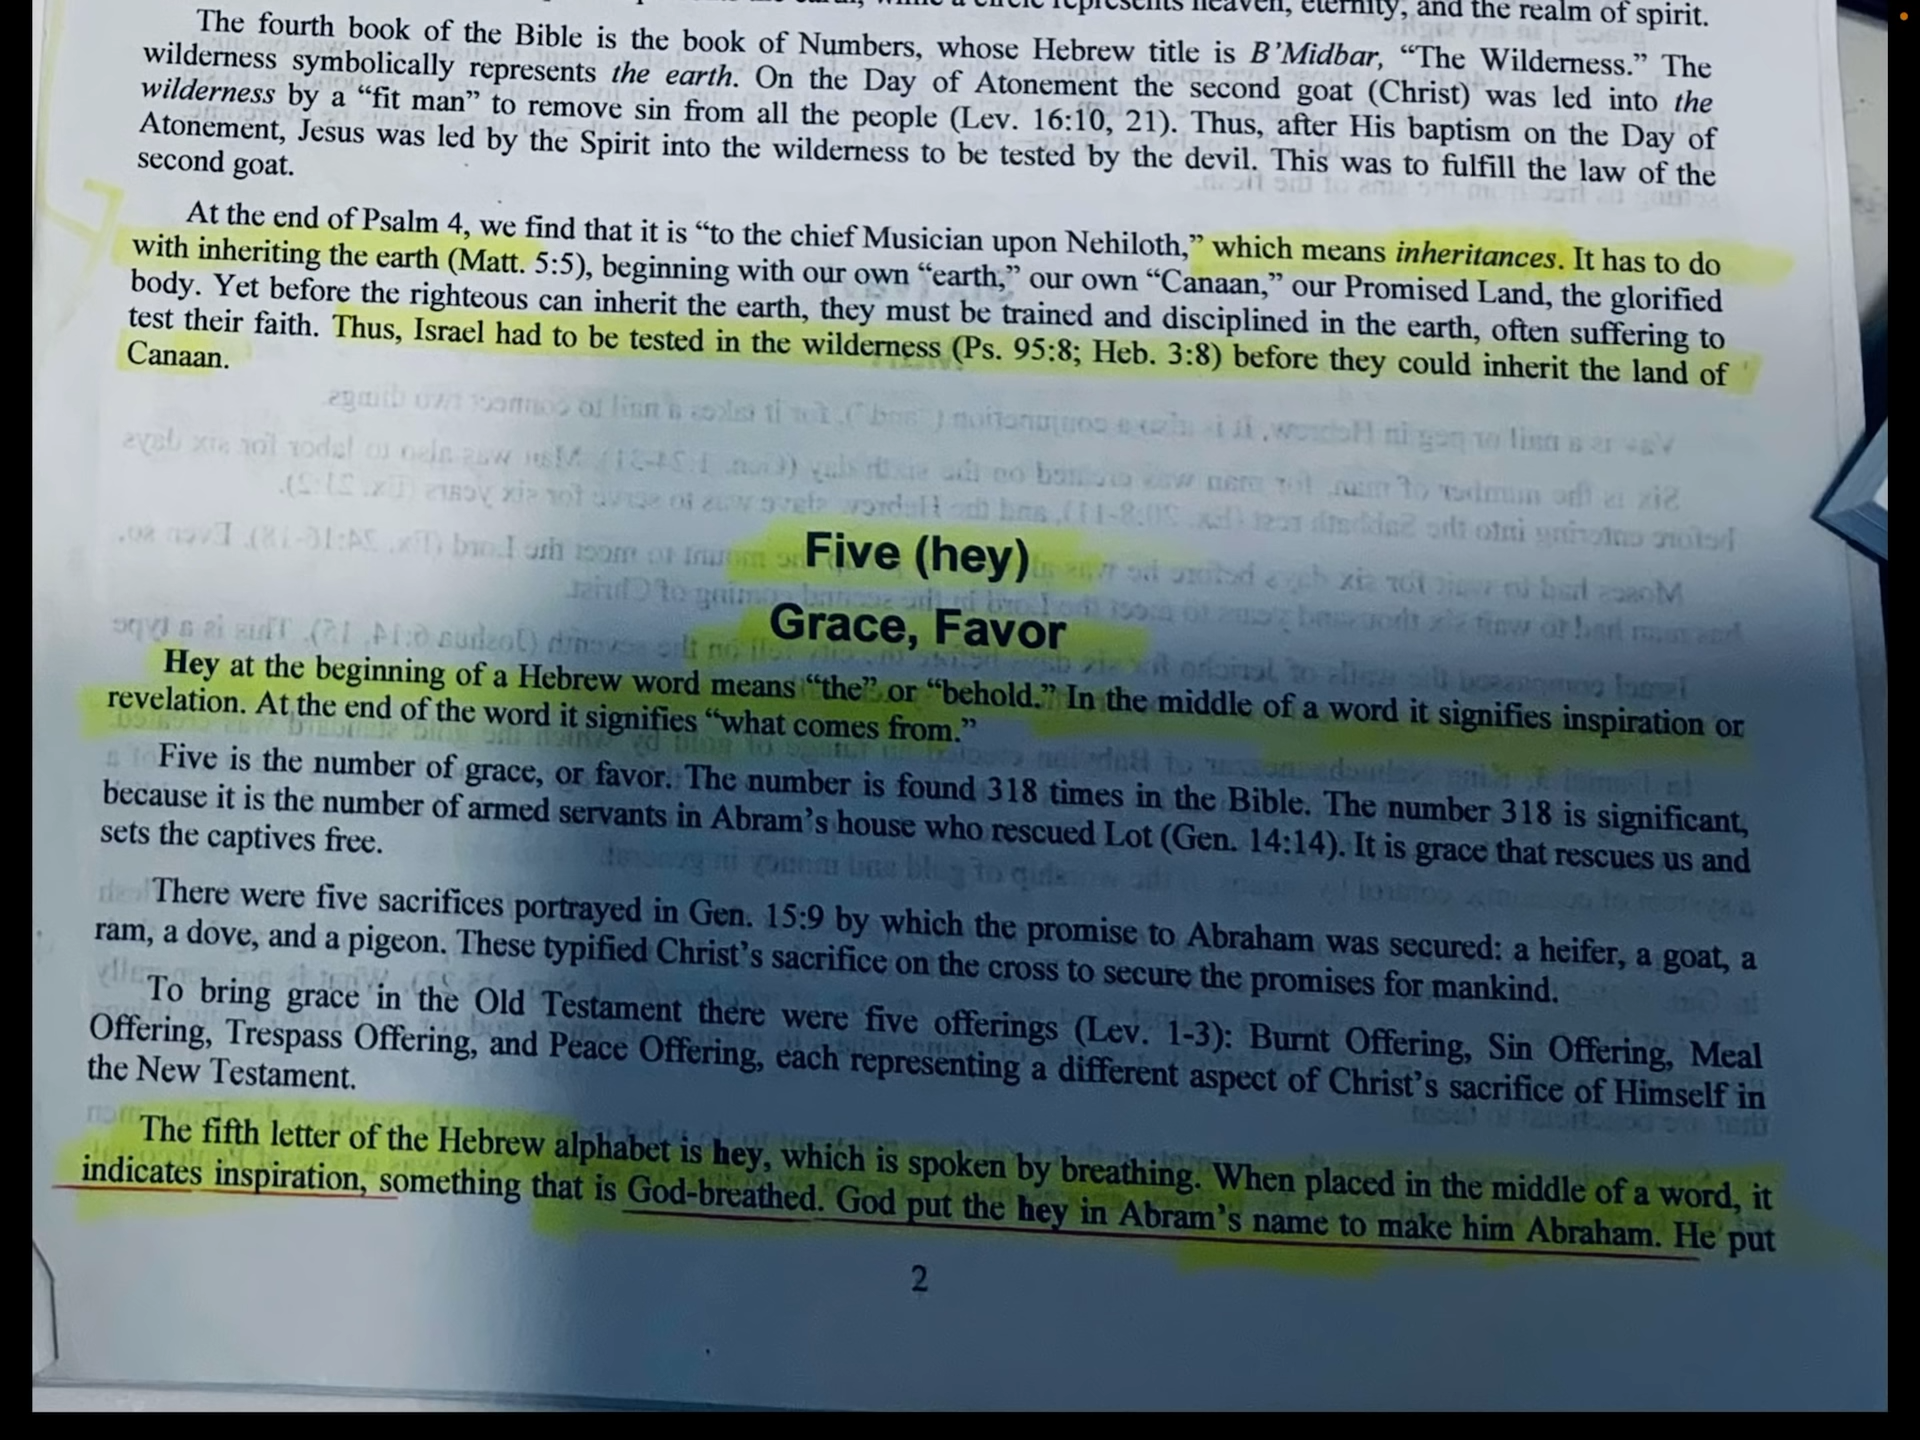 heaven, eternity, and the realm of spirit.
The fourth book of the Bible is the book of Numbers, whose Hebrew title is B’Midbar, “The Wilderness.” The
wilderness symbolically represents the earth. On the Day of Atonement the second goat (Christ) was led into the
wilderness by a “fit man” to remove sin from all the people (Lev. 16:10, 21). Thus, after His baptism on the Day of
Atonement, Jesus was led by the Spirit into the wilderness to be tested by the devil. This was to fulfill the law of the
second goat.
At the end of Psalm 4, we find that it is “to the chief Musician upon Nehiloth,” which means inheritances. It has to do
with inheriting the earth (Matt. 5:5), beginning with our own “earth,” our own “Canaan,” our Promised Land, the glorified
body. Yet before the righteous can inherit the earth, they must be trained and disciplined in the earth, often suffering to
test their faith. Thus, Israel had to be tested in the wilderness (Ps. 95:8; Heb. 3:8) before they could inherit the land of
Canaan.
Five (hey)
Grace, Favor
Hey at the beginning of a Hebrew word means “the” or “behold.” In the middle of a word it signifies inspiration or
revelation. At the end of the word it signifies “what comes from.”
Five is the number of grace, or favor. The number is found 318 times in the Bible. The number 318 is significant,
because it is the number of armed servants in Abram’s house who rescued Lot (Gen. 14:14). It is grace that rescues us and
sets the captives free.
There were five sacrifices portrayed in Gen. 15:9 by which the promise to Abraham was secured: a heifer, a goat, a
ram, a dove, and a pigeon. These typified Christ’s sacrifice on the cross to secure the promises for mankind.
To bring grace in the Old Testament there were five offerings (Lev. 1-3): Burnt Offering, Sin Offering, Meal
Offering, Trespass Offering, and Peace Offering, each representing a different aspect of Christ’s sacrifice of Himself in
the New Testament.
The fifth letter of the Hebrew alphabet is hey, which is spoken by breathing. When placed in the middle of a word, it
indicates inspiration, something that is God-breathed. God put the hey in Abram’s name to make him Abraham. He put
2